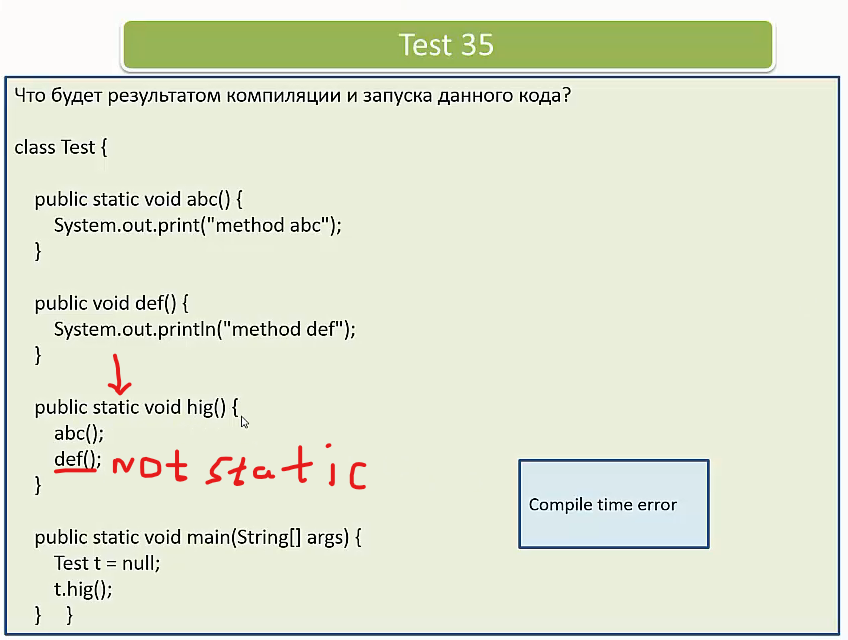 Test 35
Что будет результатом компиляции и запуска данного кода?
class Test {
public static void abc() {
System.out.print("method abc");
}
public void def() {
System.out.println("method def");
}
public static void hig() {
abc();
def(); NOT STATIC
}
Compile time error
public static void main(String[] args) {
Test t = null;
t.hig();
} }